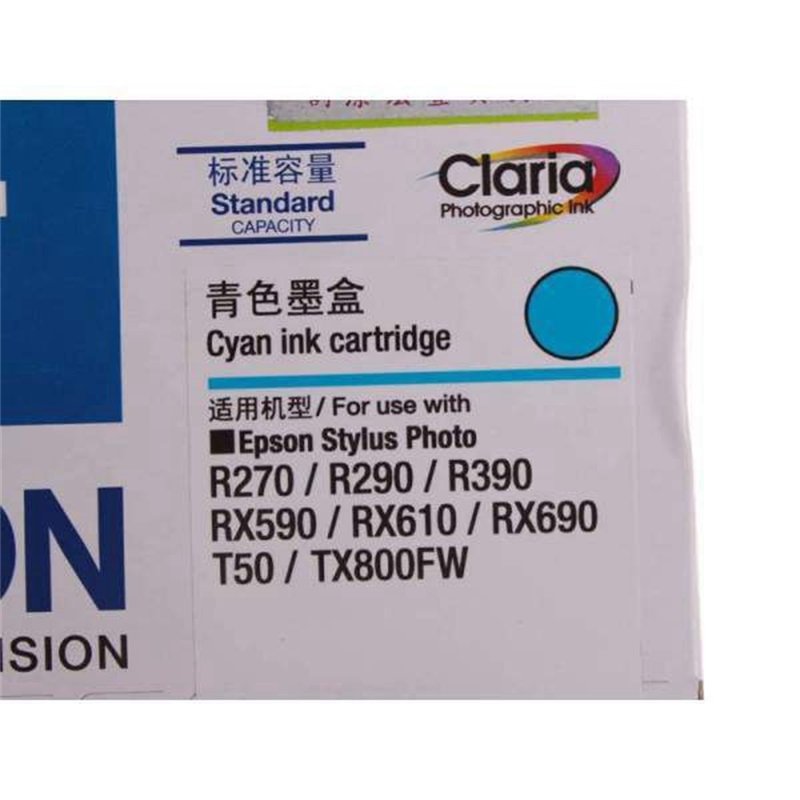 标准容量
Standard
CAPACITY
Claria
Photographic Ink
青色墨盒
Cyan ink cartridge
适用机型 / For use with
■Epson Stylus Photo
R270 / R290 / R390
RX590 / RX610 / RX690
T50 / TX800FW
ON
ISION